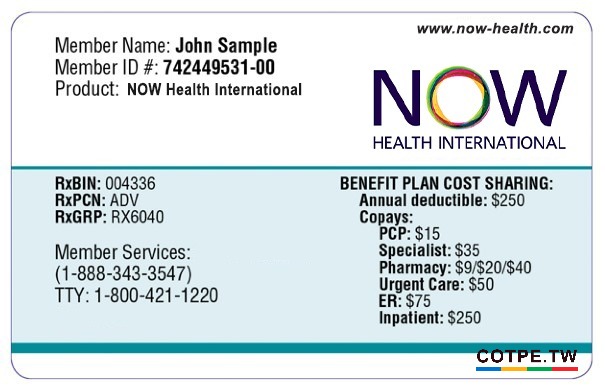 www.now-health.com
Member Name: John Sample
Member ID #: 742449531-00
Product: NOW Health International
NOW
HEALTH INTERNATIONAL
RxBIN: 004336
RxPCN: ADV
RxGRP: RX6040
Member Services:
(1-888-343-3547)
TTY: 1-800-421-1220
BENEFIT PLAN COST SHARING:
Annual deductible: $250
Copays:
PCP: $15
Specialist: $35
Pharmacy: $9/$20/$40
Urgent Care: $50
ER: $75
Inpatient: $250
COTPE.TW